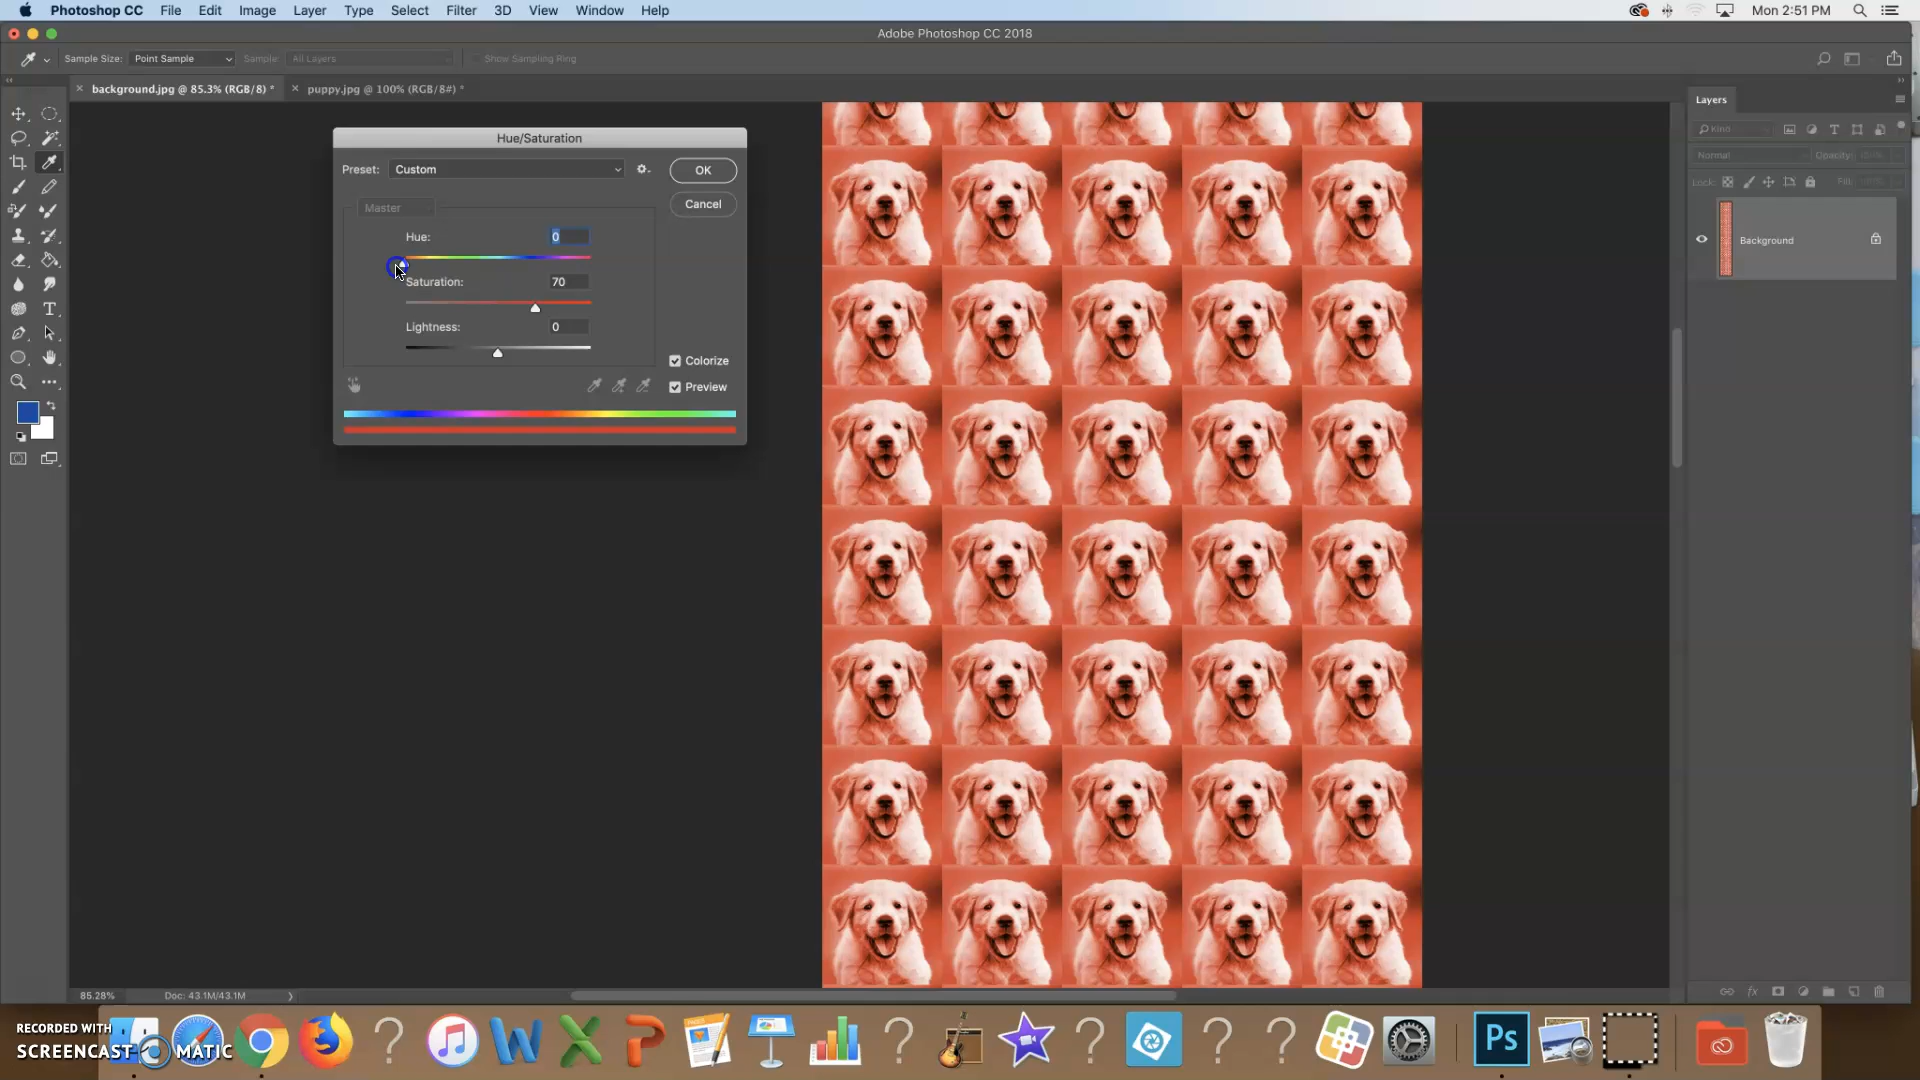 Photoshop CC File Edit Image Layer Type Select Filter 3D View Window Help Mon 2:51 PM
Adobe Photoshop CC 2018
Sample Size: Point Sample Sample: All Layers Show Sampling Ring
background.jpg @ 85.3% (RGB/8) * puppy.jpg @ 100% (RGB/8#) *
Layers
Kind
Normal Opacity:
Lock: Fill:
Background
Hue/Saturation
Preset: Custom OK
Cancel
Master
Hue: 0
Saturation: 70
Lightness: 0
Colorize
Preview
85.28% Doc: 43.1M/43.1M
RECORDED WITH
SCREENCAST MATIC
Ps